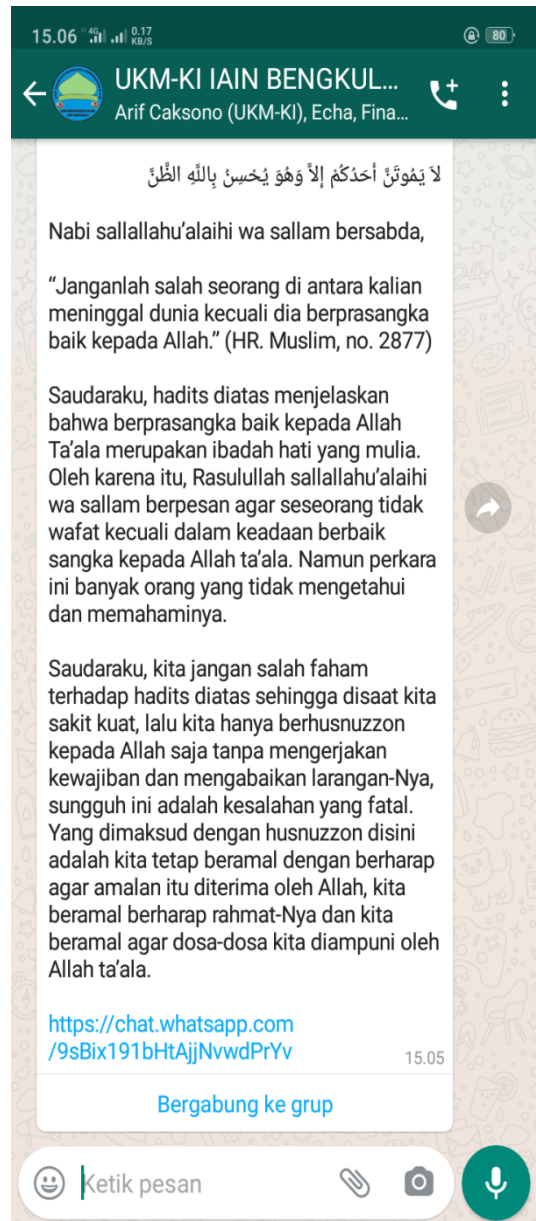 15.06 4G 0.17 KB/S 80
UKM-KI IAIN BENGKUL...
Arif Caksono (UKM-KI), Echa, Fina...
لاَ يَمُوتَنَّ أَحَدُكُمْ إِلاَّ وَهُوَ يُحْسِنُ بِاللَّهِ الظَّنَّ
Nabi sallallahu’alaihi wa sallam bersabda,
“Janganlah salah seorang di antara kalian
meninggal dunia kecuali dia berprasangka
baik kepada Allah.” (HR. Muslim, no. 2877)
Saudaraku, hadits diatas menjelaskan
bahwa berprasangka baik kepada Allah
Ta’ala merupakan ibadah hati yang mulia.
Oleh karena itu, Rasulullah sallallahu’alaihi
wa sallam berpesan agar seseorang tidak
wafat kecuali dalam keadaan berbaik
sangka kepada Allah ta’ala. Namun perkara
ini banyak orang yang tidak mengetahui
dan memahaminya.
Saudaraku, kita jangan salah faham
terhadap hadits diatas sehingga disaat kita
sakit kuat, lalu kita hanya berhusnuzzon
kepada Allah saja tanpa mengerjakan
kewajiban dan mengabaikan larangan-Nya,
sungguh ini adalah kesalahan yang fatal.
Yang dimaksud dengan husnuzzon disini
adalah kita tetap beramal dengan berharap
agar amalan itu diterima oleh Allah, kita
beramal berharap rahmat-Nya dan kita
beramal agar dosa-dosa kita diampuni oleh
Allah ta’ala.
https://chat.whatsapp.com
/9sBix191bHtAjjNvwdPrYv 15.05
Bergabung ke grup
Ketik pesan